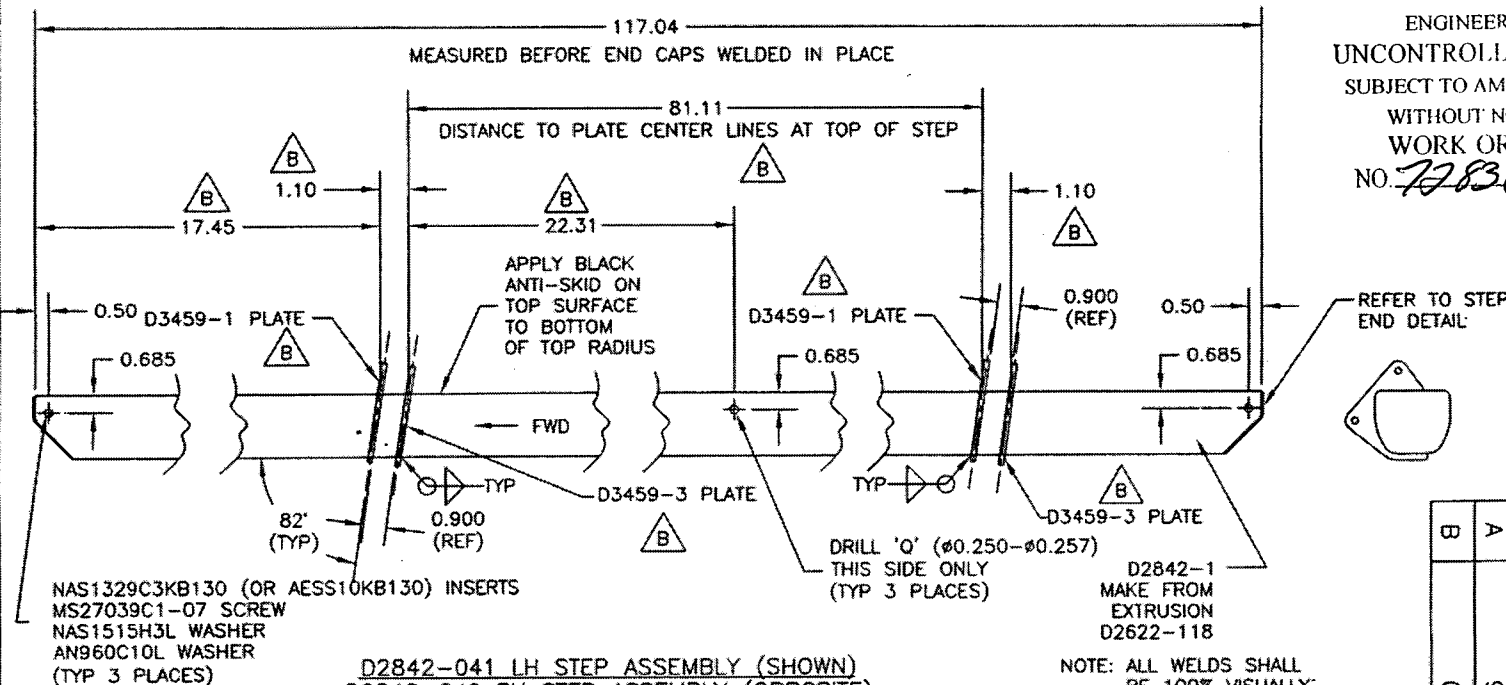 117.04
MEASURED BEFORE END CAPS WELDED IN PLACE
ENGINEER
UNCONTROLL
SUBJECT TO AM
WITHOUT N
WORK OR
NO.
81.11
DISTANCE TO PLATE CENTER LINES AT TOP OF STEP
B
B
B
B
1.10
1.10
17.45
22.31
B
APPLY BLACK
ANTI-SKID ON
TOP SURFACE
TO BOTTOM
OF TOP RADIUS
B
0.50
D3459-1 PLATE
B
D3459-1 PLATE
0.900
(REF)
0.50
REFER TO STEP
END DETAIL
0.685
0.685
0.685
FWD
TYP
D3459-3 PLATE
B
TYP
D3459-3 PLATE
B
82°
(TYP)
0.900
(REF)
DRILL 'Q' (ø0.250-ø0.257)
THIS SIDE ONLY
(TYP 3 PLACES)
D2842-1
MAKE FROM
EXTRUSION
D2622-118
NAS1329C3KB130 (OR AESS10KB130) INSERTS
MS27039C1-07 SCREW
NAS1515H3L WASHER
AN960C10L WASHER
(TYP 3 PLACES)
D2842-041 LH STEP ASSEMBLY (SHOWN)
NOTE: ALL WELDS SHALL
BE 100% VISUALLY
A
B